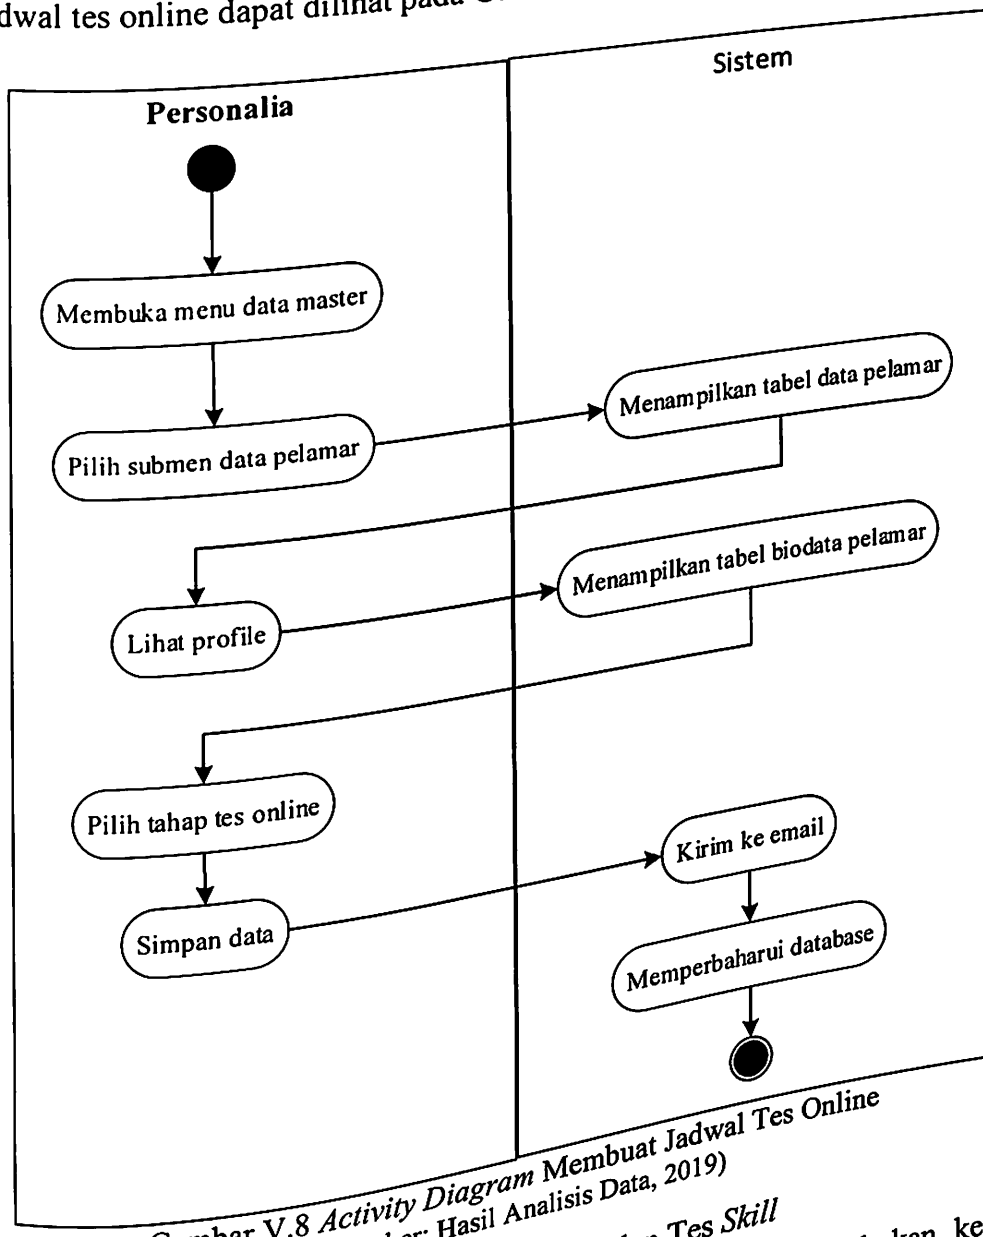 tes online dapat dilihat pada
Personalia
Sistem
Membuka menu data master
Pilih submen data pelamar
Menampilkan tabel data pelamar
Lihat profile
Menampilkan tabel biodata pelamar
Pilih tahap tes online
Simpan data
Kirim ke email
Memperbaharui database
V.8 Activity Diagram Membuat Jadwal Tes Online
Hasil Analisis Data, 2019)
Tes Skill